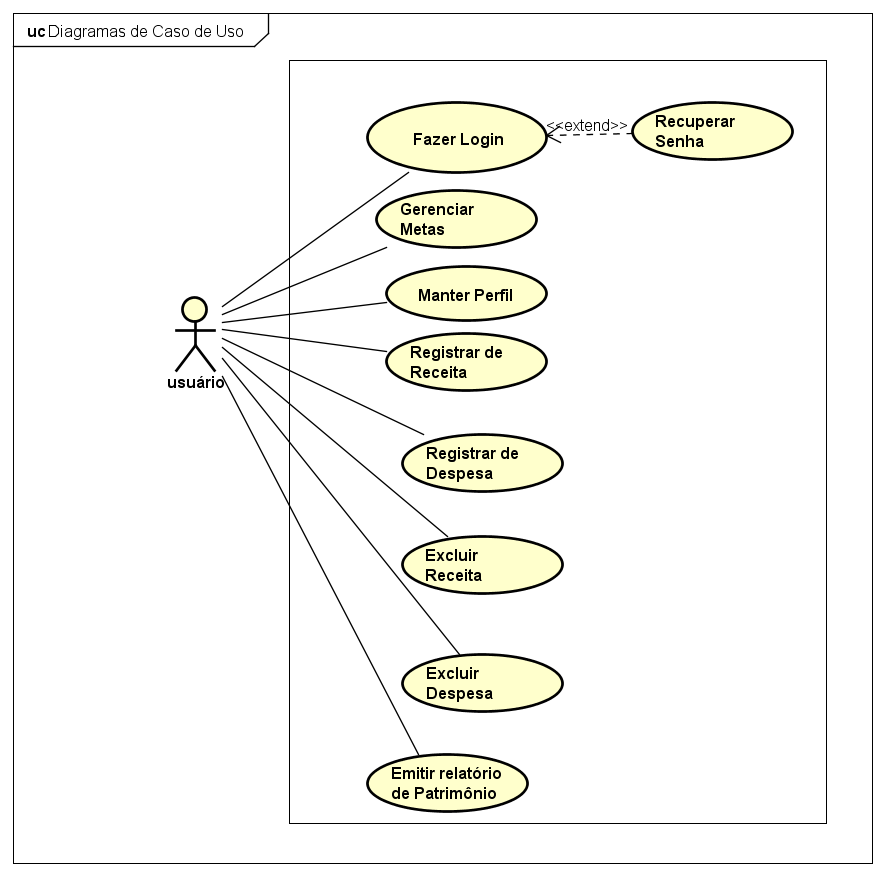 uc Diagramas de Caso de Uso
Fazer Login
<<extend>>
Recuperar
Senha
Gerenciar
Metas
Manter Perfil
Registrar de
Receita
usuário
Registrar de
Despesa
Excluir
Receita
Excluir
Despesa
Emitir relatório
de Patrimônio